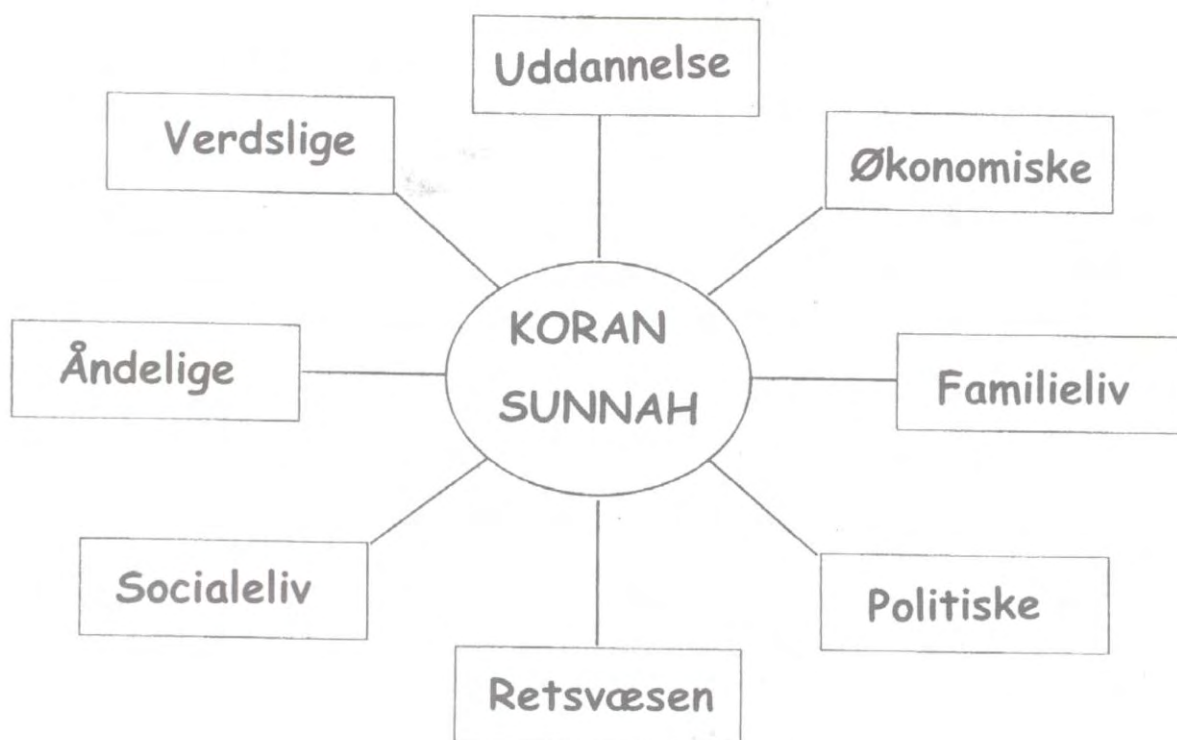 Uddannelse
Verdslige
Økonomiske
KORAN
SUNNAH
Åndelige
Familieliv
Socialeliv
Politiske
Retsvæsen